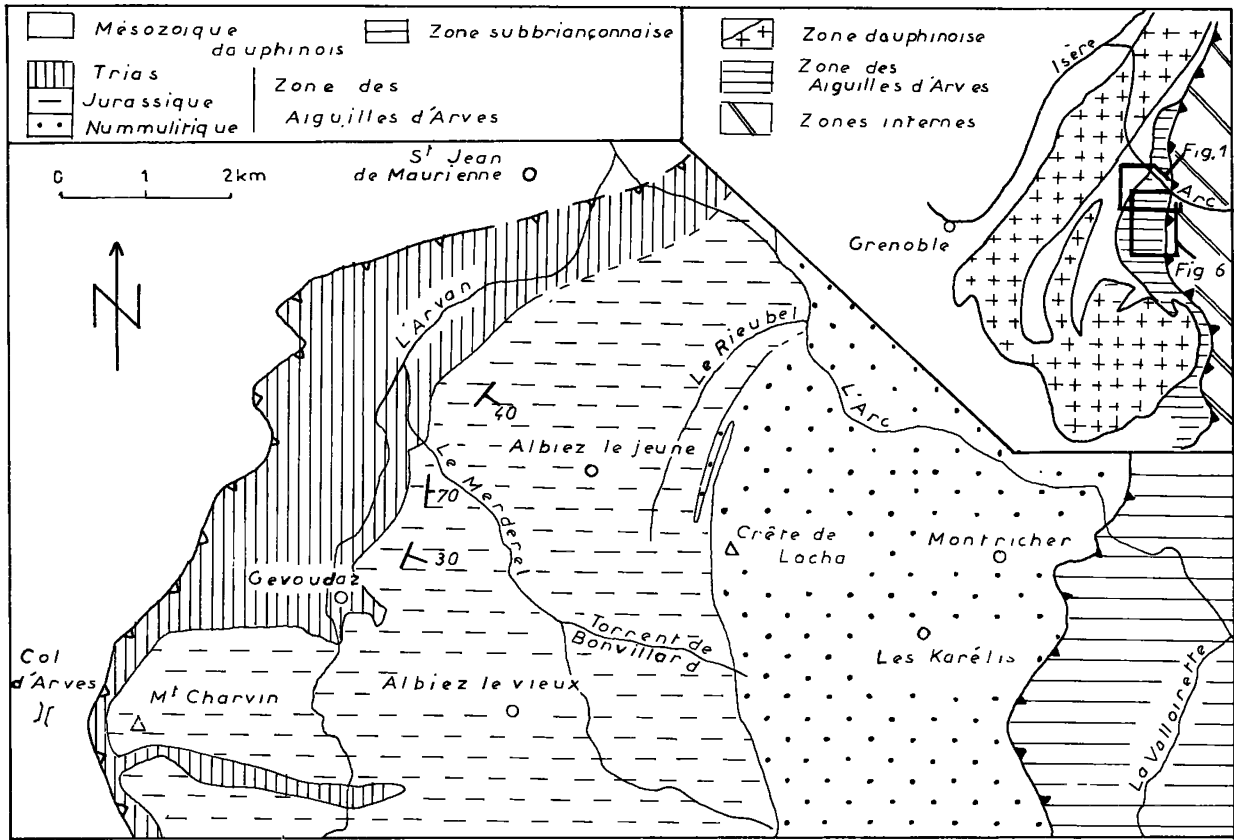 Mésozoïque
dauphinois
Zone subbriançonnaise
Trias
Jurassique
Nummulitique
Zone des
Aiguilles d'Arves
Zone dauphinoise
Zone des
Aiguilles d'Arves
Zones internes
Isère
Fig.1
Arc
Grenoble
Fig 6
0 1 2km
St Jean
de Maurienne
N
L'Arvan
Le Rieubel
L'Arc
40
Albiez le jeune
Le Merderel
70
30
Crête de
Lacha
Montricher
Gevoudaz
Torrent de
Bonvillard
Les Karélis
Col
d'Arves
Mt Charvin
Albiez le vieux
La Valloirette